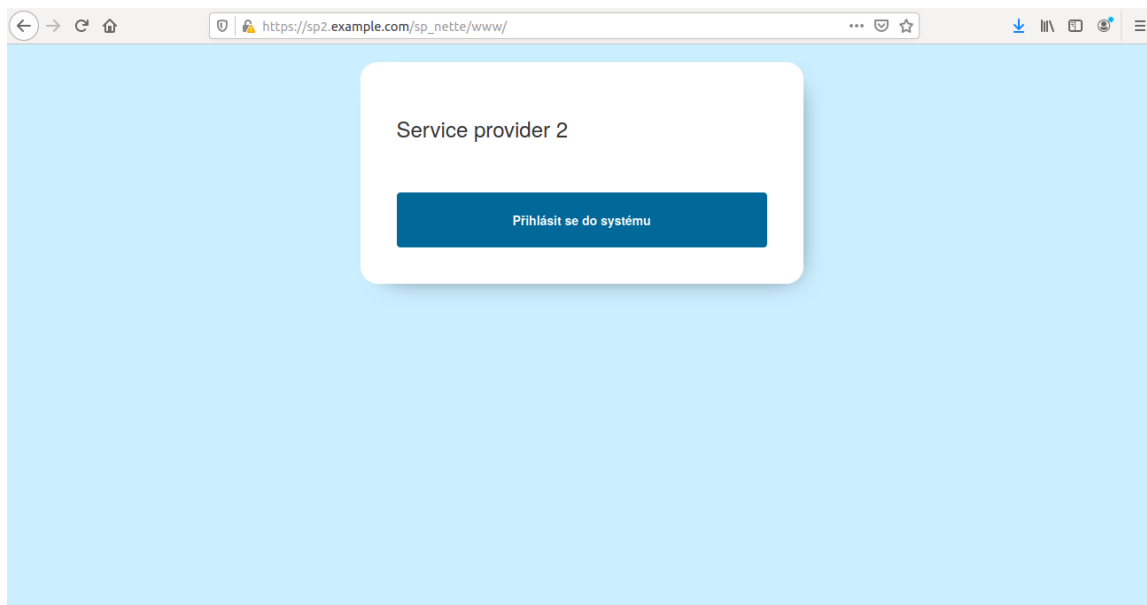 https://sp2.example.com/sp_nette/www/
Service provider 2
Přihlásit se do systému